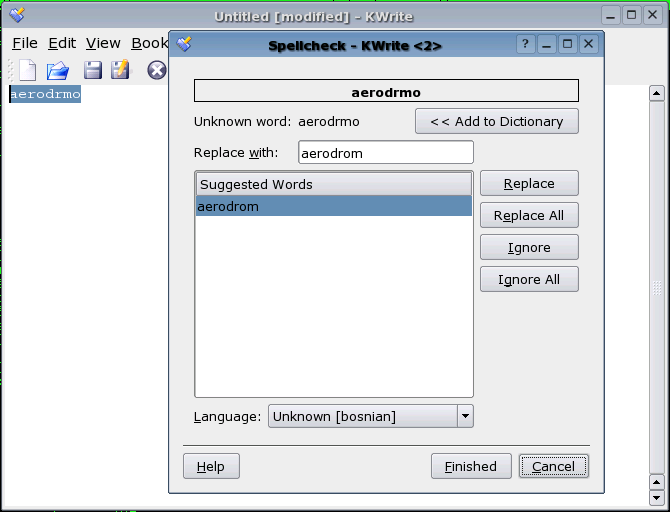 Untitled [modified] - KWrite
File Edit View Book
aerodrmo
Spellcheck - KWrite <2>
aerodrmo
Unknown word: aerodrmo
<< Add to Dictionary
Replace with: aerodrom
Suggested Words
aerodrom
Replace
Replace All
Ignore
Ignore All
Language: Unknown [bosnian]
Help Finished Cancel